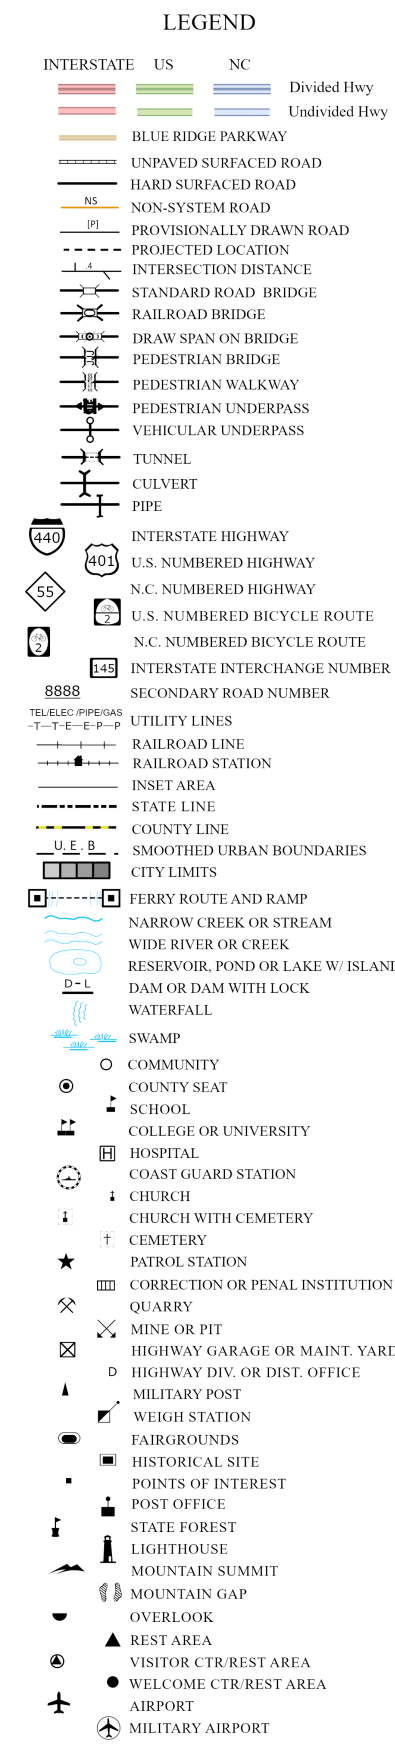 LEGEND
INTERSTATE US NC
Divided Hwy
Undivided Hwy
BLUE RIDGE PARKWAY
UNPAVED SURFACED ROAD
HARD SURFACED ROAD
NS NON-SYSTEM ROAD
[P] PROVISIONALLY DRAWN ROAD
PROJECTED LOCATION
.4 INTERSECTION DISTANCE
STANDARD ROAD BRIDGE
RAILROAD BRIDGE
DRAW SPAN ON BRIDGE
PEDESTRIAN BRIDGE
PEDESTRIAN WALKWAY
PEDESTRIAN UNDERPASS
VEHICULAR UNDERPASS
TUNNEL
CULVERT
PIPE
440 INTERSTATE HIGHWAY
401 U.S. NUMBERED HIGHWAY
55 N.C. NUMBERED HIGHWAY
2 U.S. NUMBERED BICYCLE ROUTE
2 N.C. NUMBERED BICYCLE ROUTE
145 INTERSTATE INTERCHANGE NUMBER
8888 SECONDARY ROAD NUMBER
TEL/ELEC /PIPE/GAS
–T—T–E—E–P–P UTILITY LINES
RAILROAD LINE
RAILROAD STATION
INSET AREA
STATE LINE
COUNTY LINE
U.E.B SMOOTHED URBAN BOUNDARIES
CITY LIMITS
FERRY ROUTE AND RAMP
NARROW CREEK OR STREAM
WIDE RIVER OR CREEK
RESERVOIR, POND OR LAKE W/ ISLAN
D-L DAM OR DAM WITH LOCK
WATERFALL
SWAMP
COMMUNITY
COUNTY SEAT
SCHOOL
COLLEGE OR UNIVERSITY
H HOSPITAL
COAST GUARD STATION
CHURCH
CHURCH WITH CEMETERY
CEMETERY
PATROL STATION
CORRECTION OR PENAL INSTITUTION
QUARRY
MINE OR PIT
HIGHWAY GARAGE OR MAINT. YARD
D HIGHWAY DIV. OR DIST. OFFICE
MILITARY POST
WEIGH STATION
FAIRGROUNDS
HISTORICAL SITE
POINTS OF INTEREST
POST OFFICE
STATE FOREST
LIGHTHOUSE
MOUNTAIN SUMMIT
MOUNTAIN GAP
OVERLOOK
REST AREA
VISITOR CTR/REST AREA
WELCOME CTR/REST AREA
AIRPORT
MILITARY AIRPORT